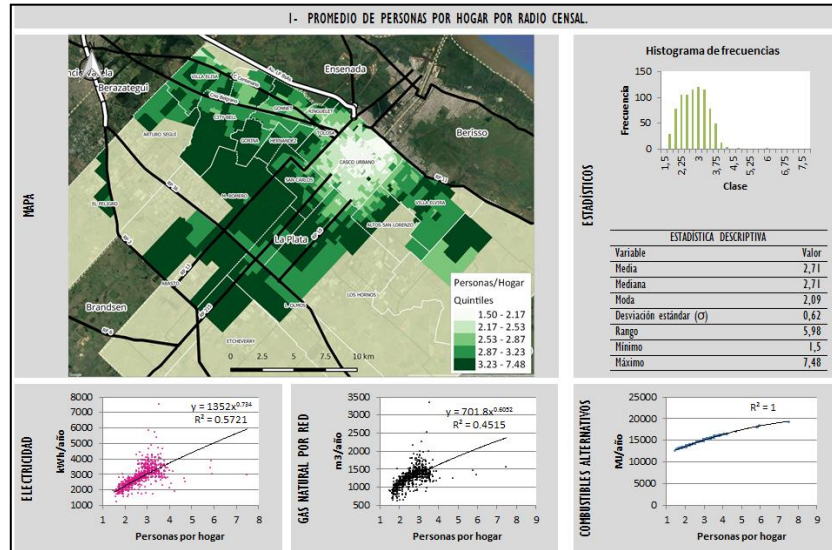 1- PROMEDIO DE PERSONAS POR HOGAR POR RADIO CENSAL.
MAPA
Berazategui
Ensenada
Berisso
VILLA ELISA
CITY BELL
GONNET
RINGUELET
TOLOSA
ARTURO SEGUÍ
GORINA
HERNÁNDEZ
CASCO URBANO
SAN CARLOS
M. ROMERO
EL PELIGRO
VILLA ELVIRA
ALTOS SAN LORENZO
La Plata
ABASTO
LOS HORNOS
L. OLMOS
ETCHEVERRY
Brandsen
Personas/Hogar
Quintiles
1.50 - 2.17
2.17 - 2.53
2.53 - 2.87
2.87 - 3.23
3.23 - 7.48
0 2.5 5 7.5 10 km
ESTADÍSTICOS
Histograma de frecuencias
Frecuencia
150
100
50
0
1,5 2,25 3 3,75 4,5 5,25 6 6,75 7,5
Clase
ESTADÍSTICA DESCRIPTIVA
Variable Valor
Media 2,71
Mediana 2,71
Moda 2,09
Desviación estándar (σ) 0,62
Rango 5,98
Mínimo 1,5
Máximo 7,48
ELECTRICIDAD
kWh/año
8000
7000
6000
5000
4000
3000
2000
1000
y = 1352x^0.734
R² = 0.5721
1 2 3 4 5 6 7 8
Personas por hogar
GAS NATURAL POR RED
m3/año
3500
3000
2500
2000
1500
1000
500
0
y = 701.8x^0.6052
R² = 0.4515
1 2 3 4 5 6 7 8 9
Personas por hogar
COMBUSTIBLES ALTERNATIVOS
MJ/año
25000
20000
15000
10000
5000
0
R² = 1
1 2 3 4 5 6 7 8 9
Personas por hogar